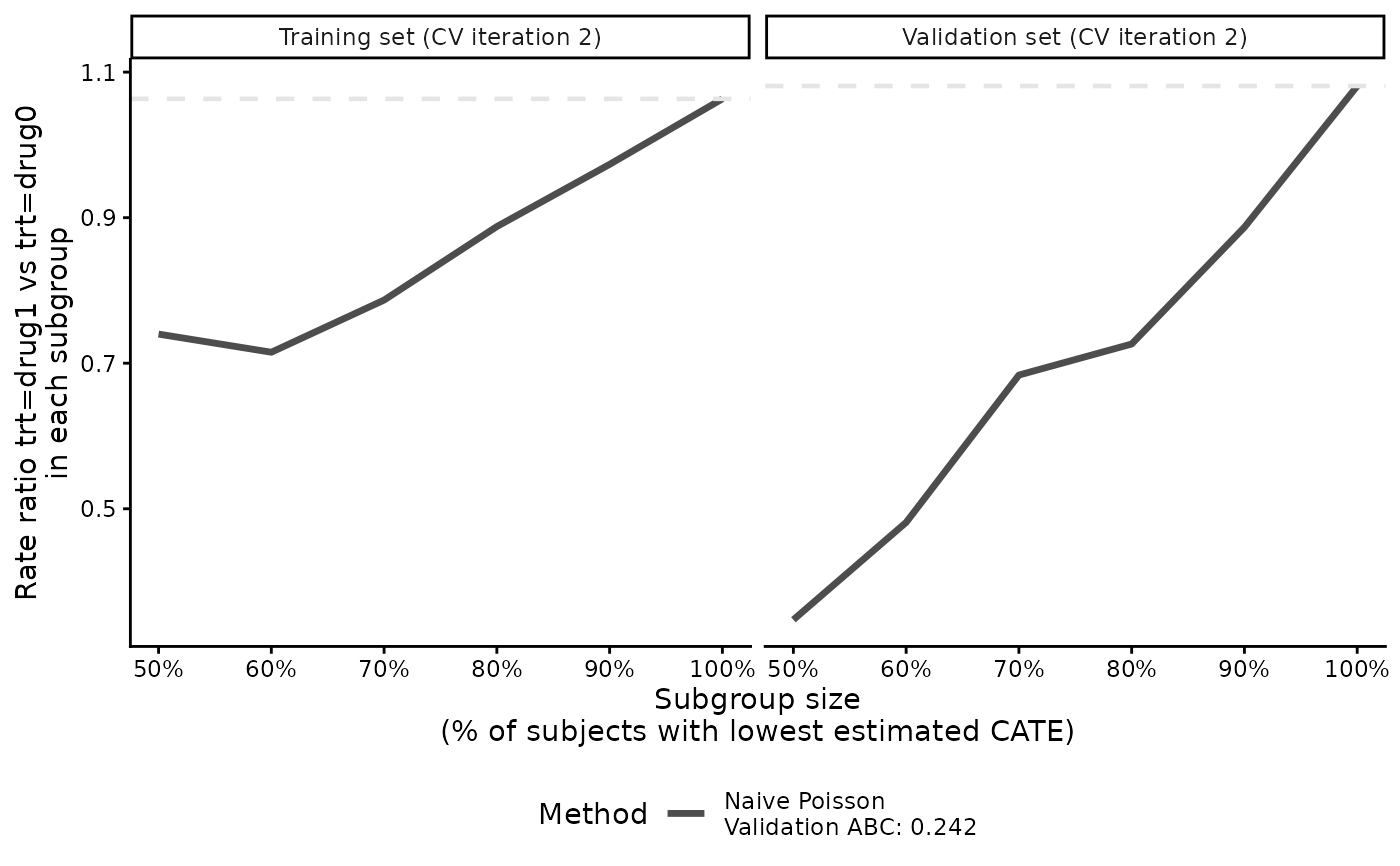 Training set (CV iteration 2)
Validation set (CV iteration 2)
Rate ratio trt=drug1 vs trt=drug0
in each subgroup
1.1
0.9
0.7
0.5
50% 60% 70% 80% 90% 100%
50% 60% 70% 80% 90% 100%
Subgroup size
(% of subjects with lowest estimated CATE)
Method
Naive Poisson
Validation ABC: 0.242